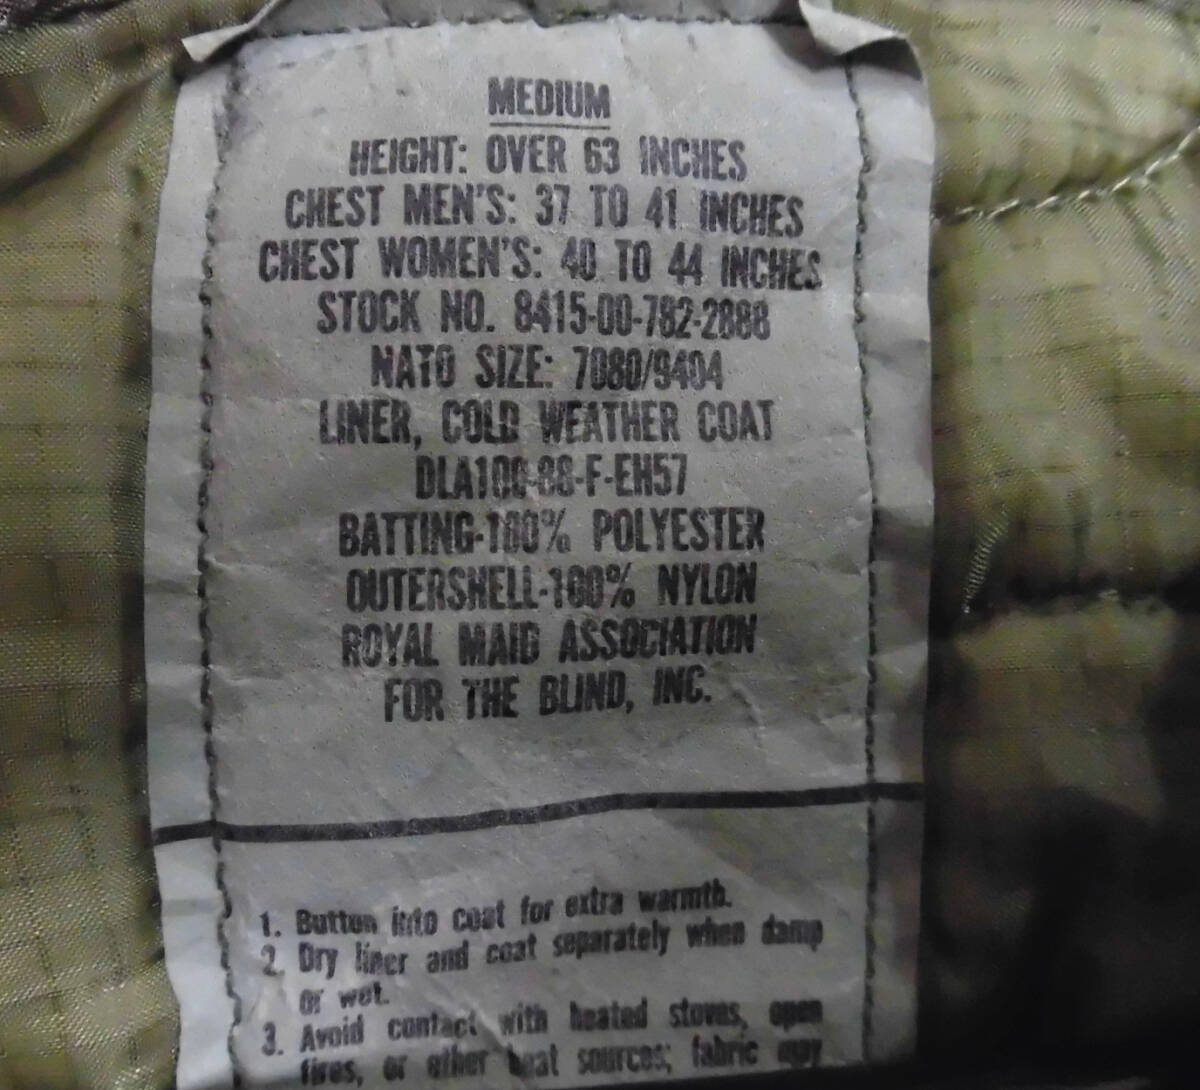 MEDIUM
HEIGHT: OVER 63 INCHES
CHEST MEN'S: 37 TO 41 INCHES
CHEST WOMEN'S: 40 TO 44 INCHES
STOCK NO. 8415-00-782-2888
NATO SIZE: 7080/9404
LINER, COLD WEATHER COAT
DLA100-88-F-EH57
BATTING-100% POLYESTER
OUTERSHELL-100% NYLON
ROYAL MAID ASSOCIATION
FOR THE BLIND, INC.
1. Button into coat for extra warmth.
2. Dry liner and coat separately when damp
or wet.
3. Avoid contact with heated stoves, open
fires, or other heat sources; fabric may